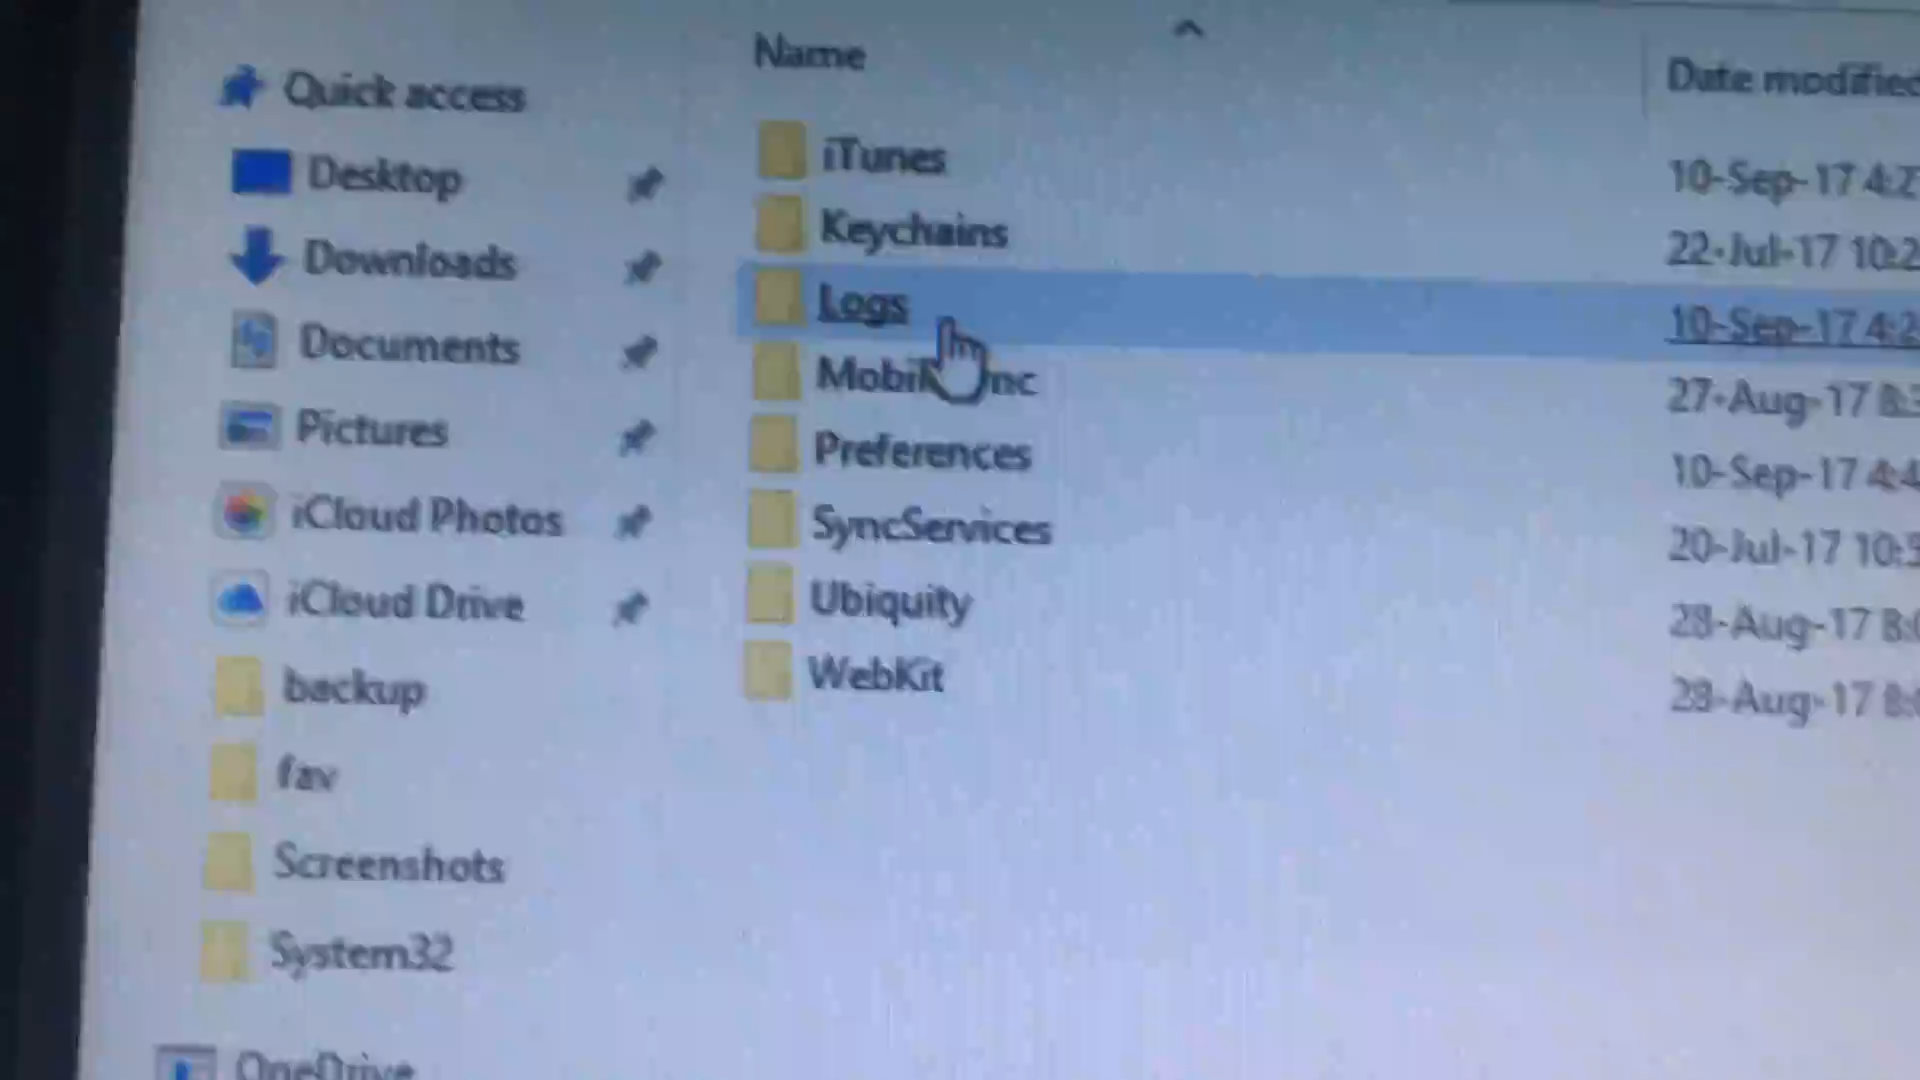 Name
Date modified
Quick access
Desktop
Downloads
Documents
Pictures
iCloud Photos
iCloud Drive
backup
fav
Screenshots
System32
OneDrive
iTunes
10-Sep-17 4:2
Keychains
22-Jul-17 10:2
Logs
10-Sep-17 4:2
27-Aug-17 8:3
Preferences
10-Sep-17 4:4
SyncServices
20-Jul-17 10:
Ubiquity
28-Aug-17 8:
WebKit
28-Aug-17 8: